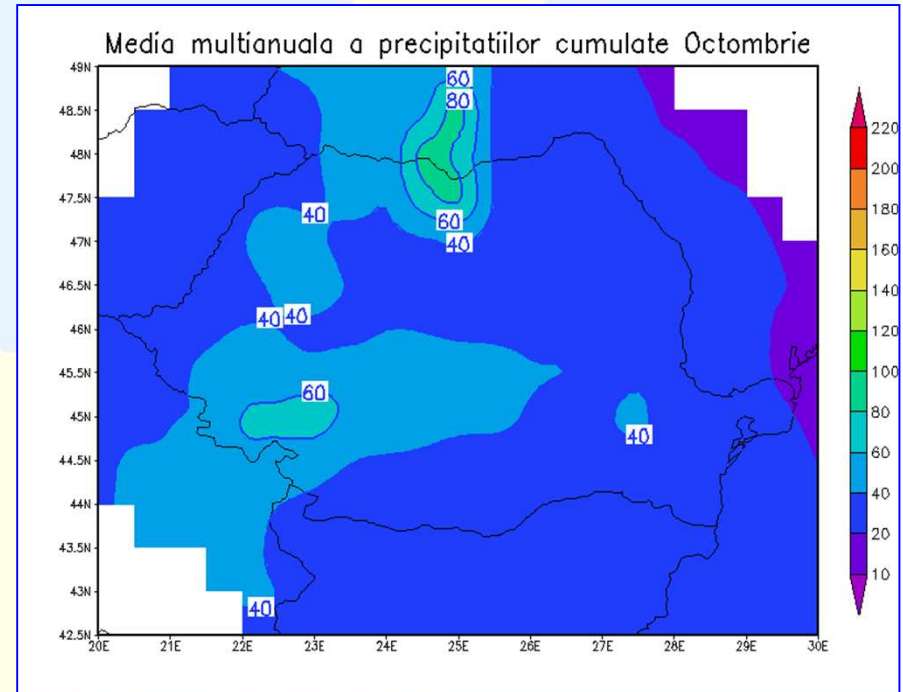 Media multianuala a precipitatiilor cumulate Octombrie
49N
48.5N
48N
47.5N
47N
46.5N
46N
45.5N
45N
44.5N
44N
43.5N
43N
42.5N
20E 21E 22E 23E 24E 25E 26E 27E 28E 29E 30E
60
80
40
60
40
40 40
60
40
40
220
200
180
160
140
120
100
80
60
40
20
10